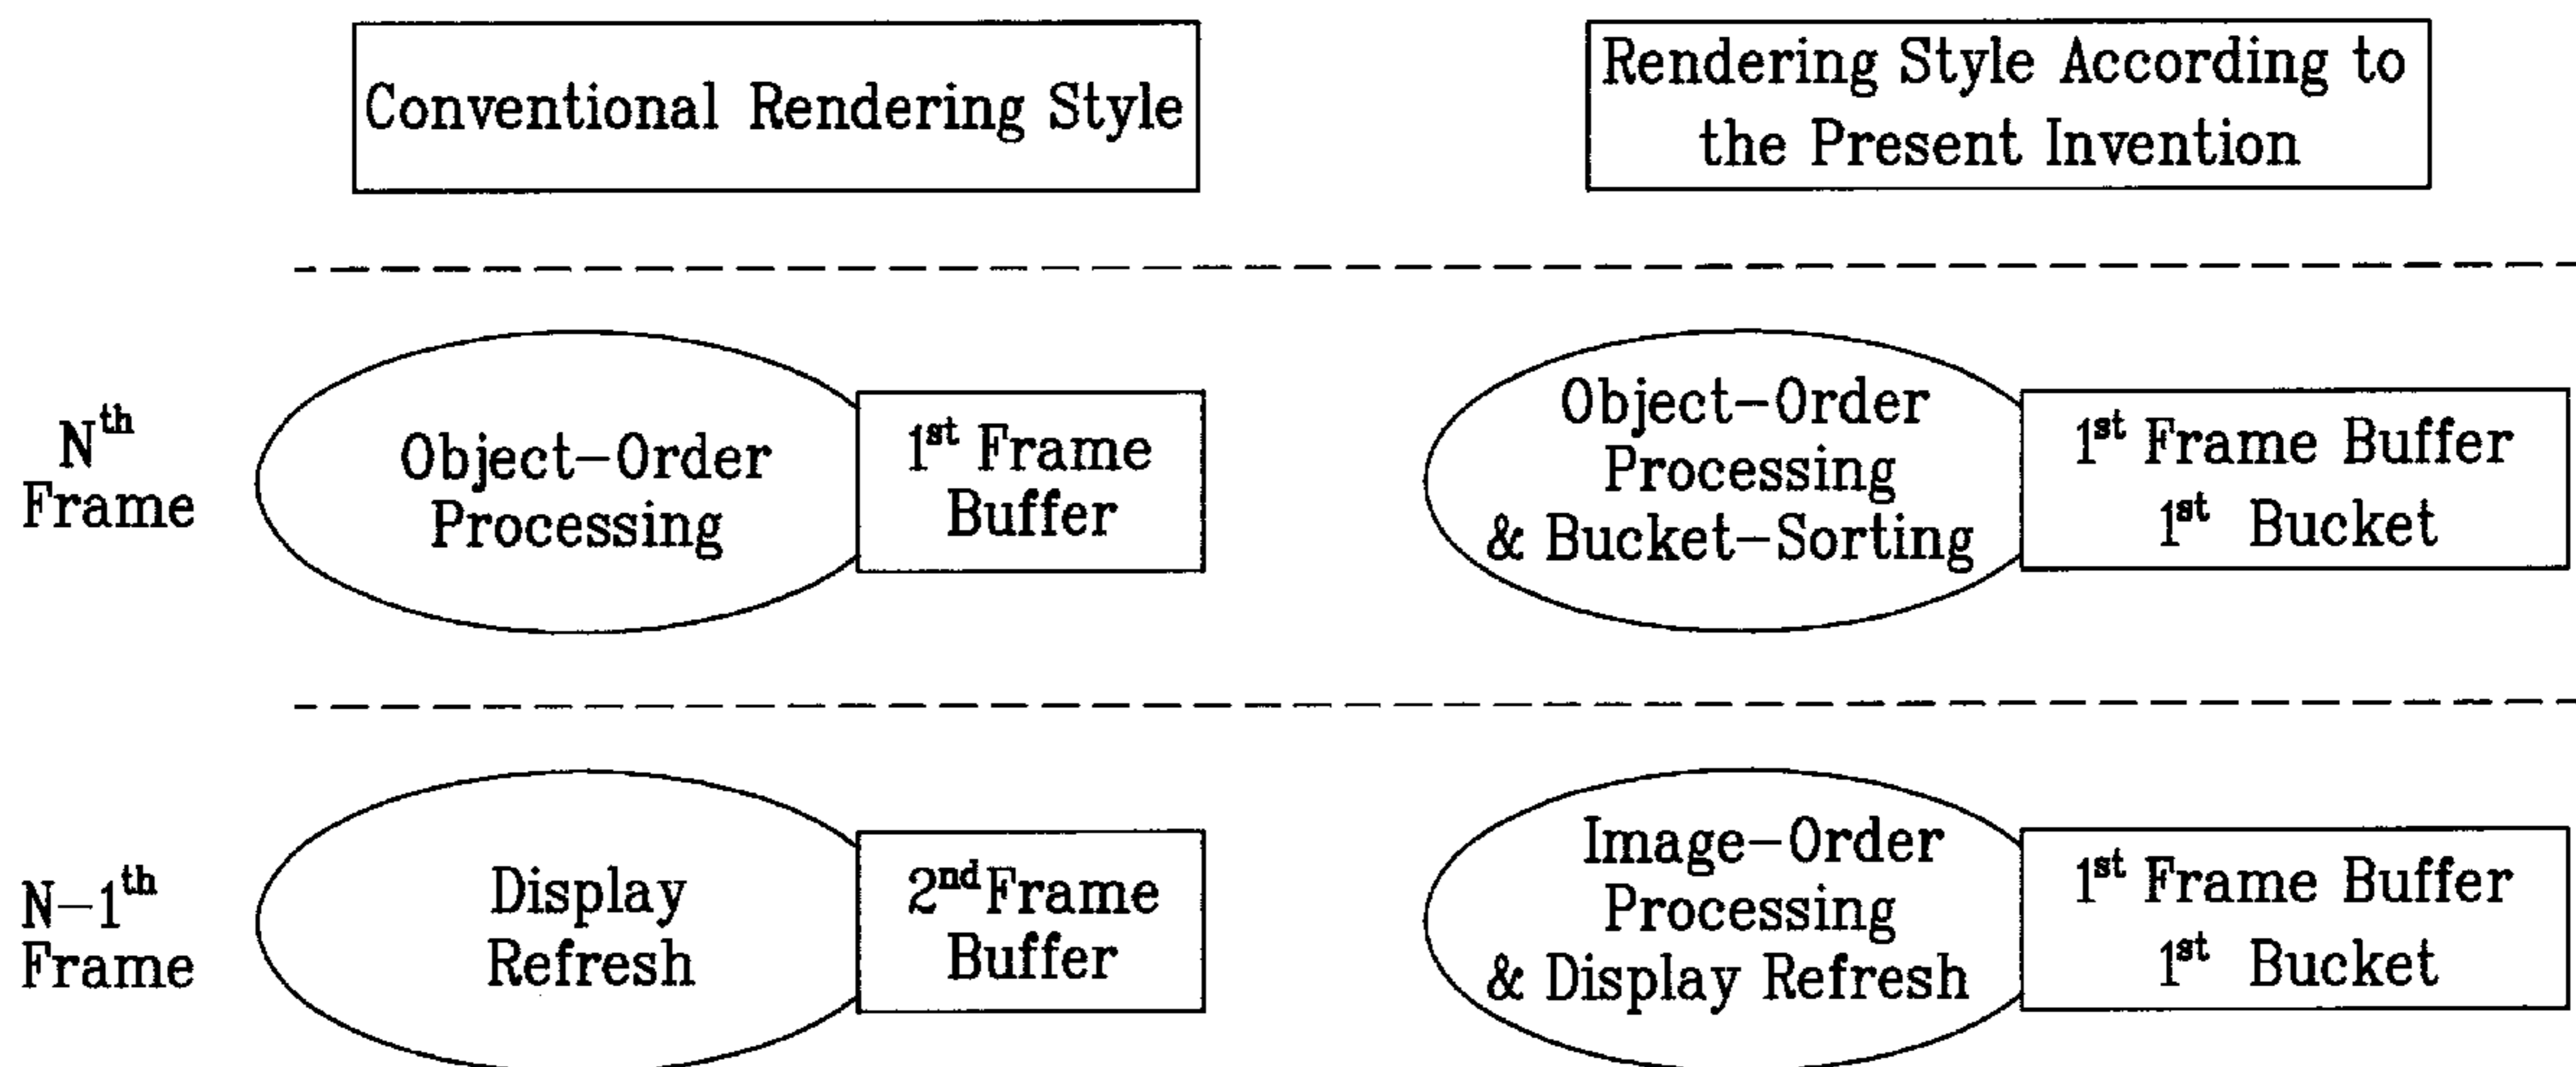 Conventional Rendering Style
Rendering Style According to
the Present Invention
Nth
Frame
Object-Order
Processing
1st Frame
Buffer
Object-Order
Processing
& Bucket-Sorting
1st Frame Buffer
1st Bucket
N-1th
Frame
Display
Refresh
2nd Frame
Buffer
Image-Order
Processing
& Display Refresh
1st Frame Buffer
1st Bucket